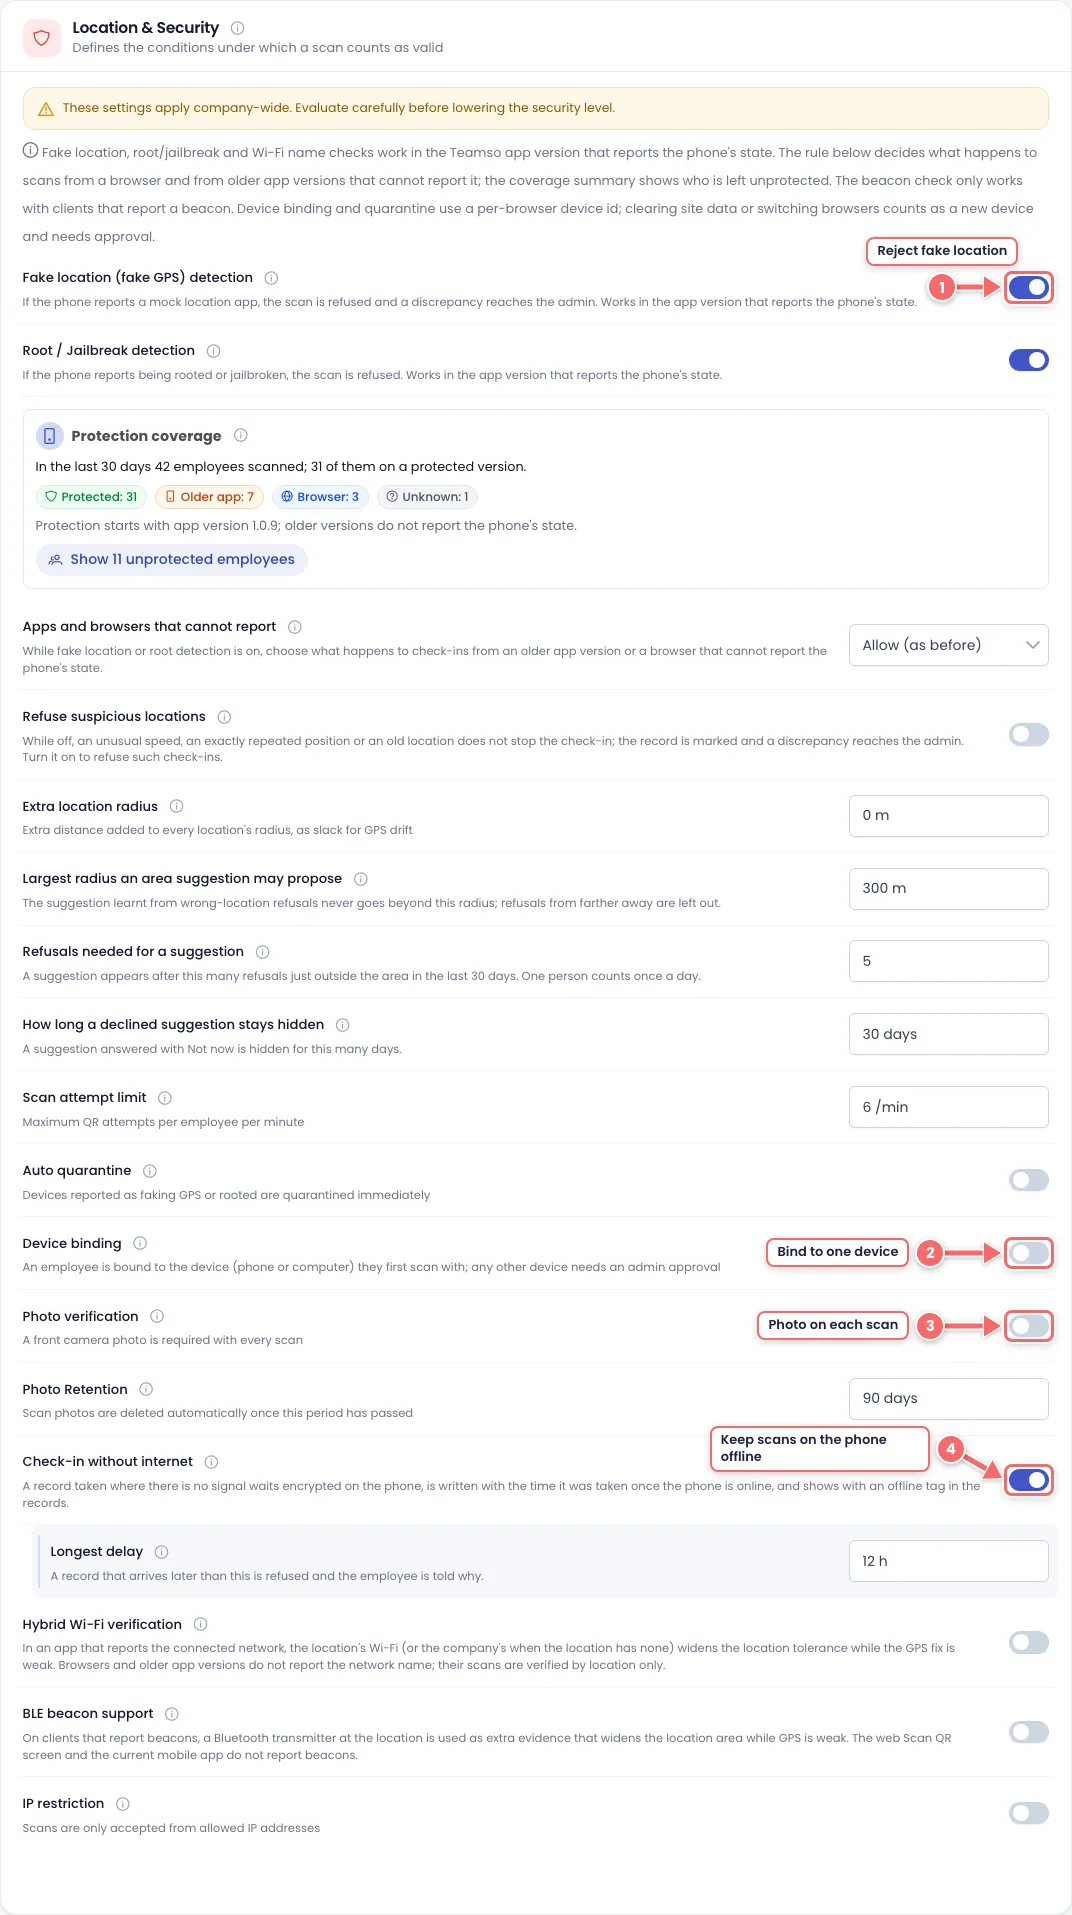 Location & Security
Defines the conditions under which a scan counts as valid
These settings apply company-wide. Evaluate carefully before lowering the security level.
Fake location, root/jailbreak and Wi-Fi name checks work in the Teamso app version that reports the phone's state. The rule below decides what happens to
scans from a browser and from older app versions that cannot report it; the coverage summary shows who is left unprotected. The beacon check only works
with clients that report a beacon. Device binding and quarantine use a per-browser device id; clearing site data or switching browsers counts as a new device
and needs approval.
Reject fake location
Fake location (fake GPS) detection
If the phone reports a mock location app, the scan is refused and a discrepancy reaches the admin. Works in the app version that reports the phone's state.
1
Root / Jailbreak detection
If the phone reports being rooted or jailbroken, the scan is refused. Works in the app version that reports the phone's state.
Protection coverage
In the last 30 days 42 employees scanned; 31 of them on a protected version.
Protected: 31 Older app: 7 Browser: 3 Unknown: 1
Protection starts with app version 1.0.9; older versions do not report the phone's state.
Show 11 unprotected employees
Apps and browsers that cannot report
While fake location or root detection is on, choose what happens to check-ins from an older app version or a browser that cannot report the
phone's state.
Allow (as before)
Refuse suspicious locations
While off, an unusual speed, an exactly repeated position or an old location does not stop the check-in; the record is marked and a discrepancy reaches the admin.
Turn it on to refuse such check-ins.
Extra location radius
Extra distance added to every location's radius, as slack for GPS drift
0 m
Largest radius an area suggestion may propose
The suggestion learnt from wrong-location refusals never goes beyond this radius; refusals from farther away are left out.
300 m
Refusals needed for a suggestion
A suggestion appears after this many refusals just outside the area in the last 30 days. One person counts once a day.
5
How long a declined suggestion stays hidden
A suggestion answered with Not now is hidden for this many days.
30 days
Scan attempt limit
Maximum QR attempts per employee per minute
6 /min
Auto quarantine
Devices reported as faking GPS or rooted are quarantined immediately
Device binding
An employee is bound to the device (phone or computer) they first scan with; any other device needs an admin approval
Bind to one device
2
Photo verification
A front camera photo is required with every scan
Photo on each scan
3
Photo Retention
Scan photos are deleted automatically once this period has passed
90 days
Keep scans on the phone
offline
4
Check-in without internet
A record taken where there is no signal waits encrypted on the phone, is written with the time it was taken once the phone is online, and shows with an offline tag in the
records.
Longest delay
A record that arrives later than this is refused and the employee is told why.
12 h
Hybrid Wi-Fi verification
In an app that reports the connected network, the location's Wi-Fi (or the company's when the location has none) widens the location tolerance while the GPS fix is
weak. Browsers and older app versions do not report the network name; their scans are verified by location only.
BLE beacon support
On clients that report beacons, a Bluetooth transmitter at the location is used as extra evidence that widens the location area while GPS is weak. The web Scan QR
screen and the current mobile app do not report beacons.
IP restriction
Scans are only accepted from allowed IP addresses